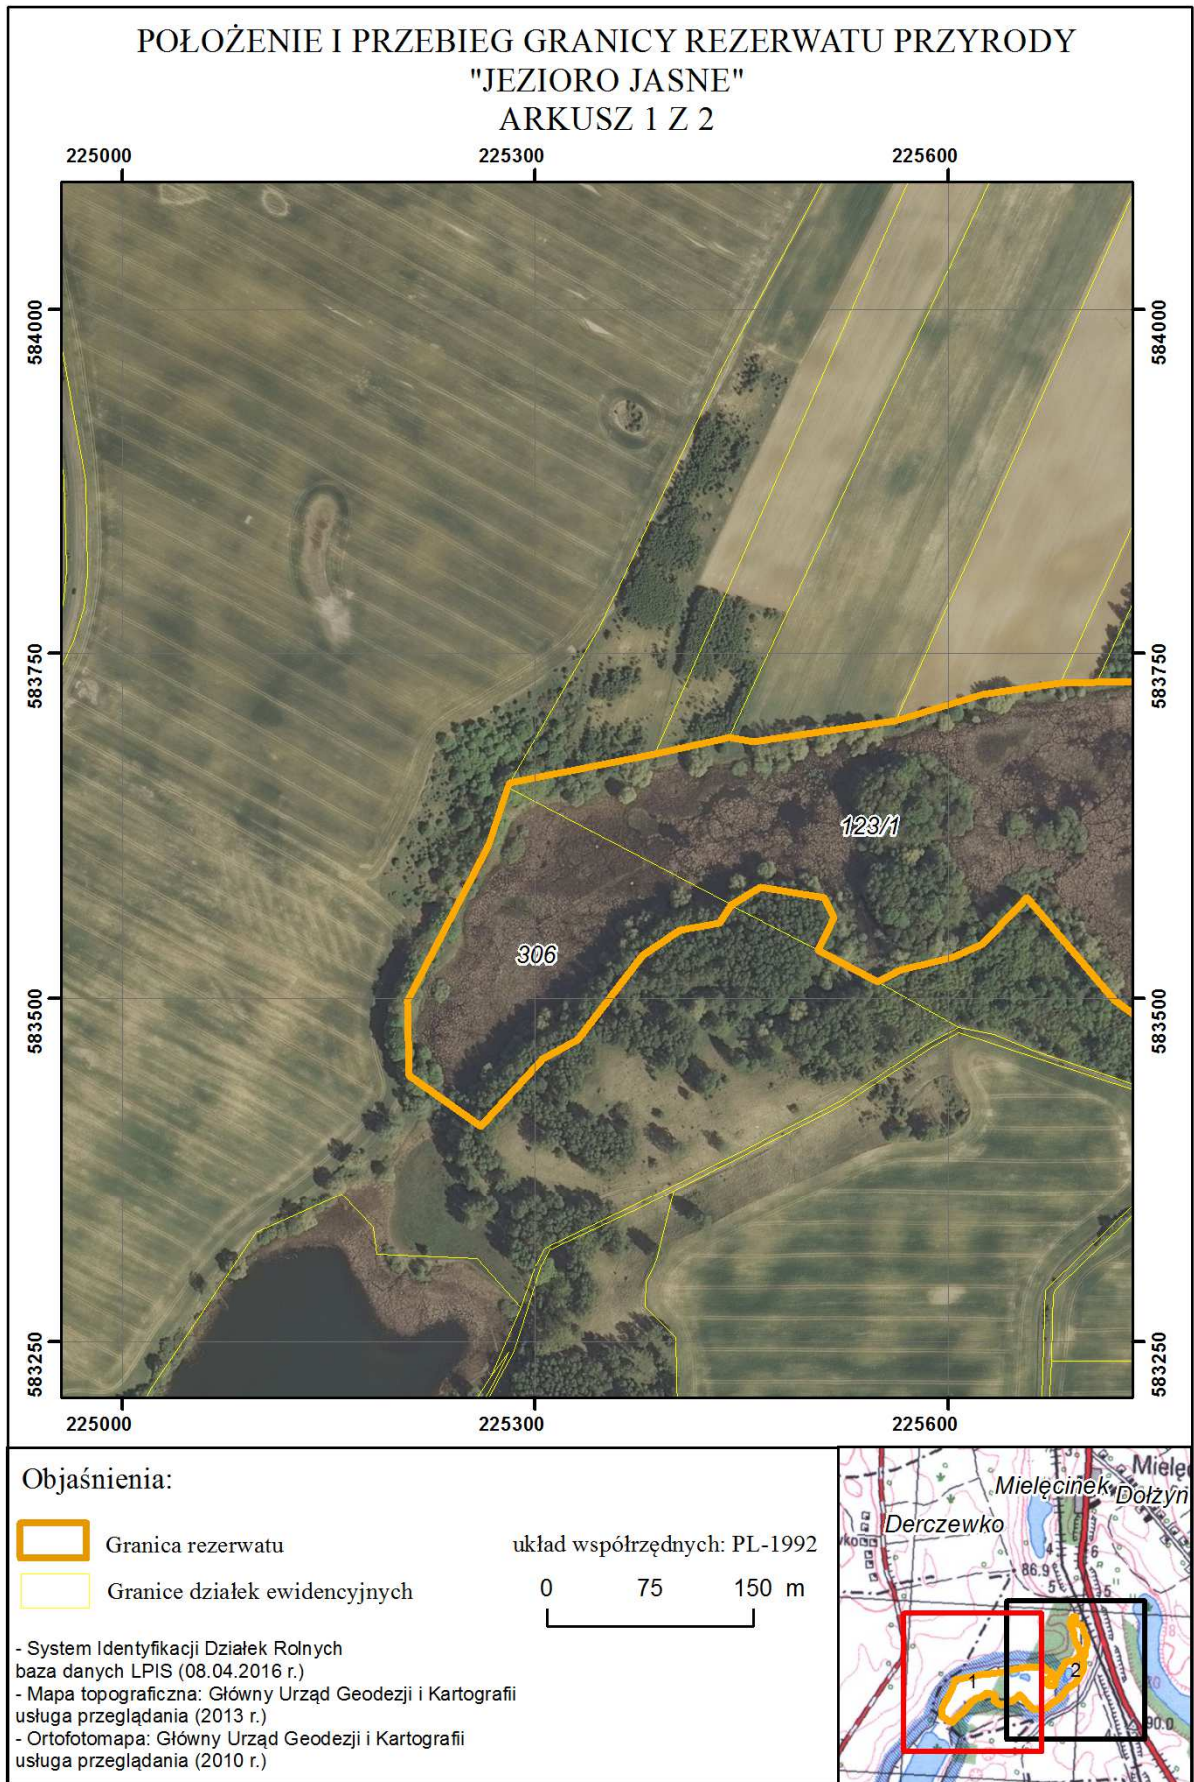 POŁOŻENIE I PRZEBIEG GRANICY REZERWATU PRZYRODY
"JEZIORO JASNE"
ARKUSZ 1 Z 2
225000 225300 225600
584000 584000
583750 583750
123/1
306
583500 583500
583250 583250
225000 225300 225600
Objaśnienia:
Granica rezerwatu
Granice działek ewidencyjnych
układ współrzędnych: PL-1992
0 75 150 m
- System Identyfikacji Działek Rolnych
baza danych LPIS (08.04.2016 r.)
- Mapa topograficzna: Główny Urząd Geodezji i Kartografii
usługa przeglądania (2013 r.)
- Ortofotomapa: Główny Urząd Geodezji i Kartografii
usługa przeglądania (2010 r.)
Mielęcinek
Dołżyn
Derczewko
86.9
1
2
90.0